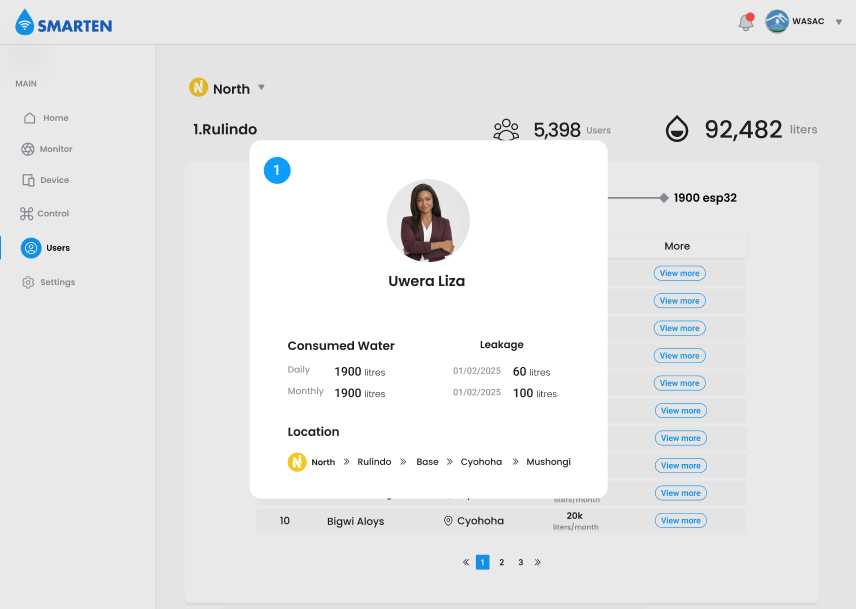 SMARTEN
WASAC
MAIN
Home
Monitor
Device
Control
Users
Settings
N North
1.Rulindo
5,398 Users
92,482 liters
1900 esp32
More
View more
View more
View more
View more
View more
View more
View more
View more
View more
liters/month
10 Bigwi Aloys Cyohoha 20k liters/month View more
« 1 2 3 »
1
Uwera Liza
Consumed Water
Leakage
Daily 1900 litres
01/02/2025 60 litres
Monthly 1900 litres
01/02/2025 100 litres
Location
N North » Rulindo » Base » Cyohoha » Mushongi